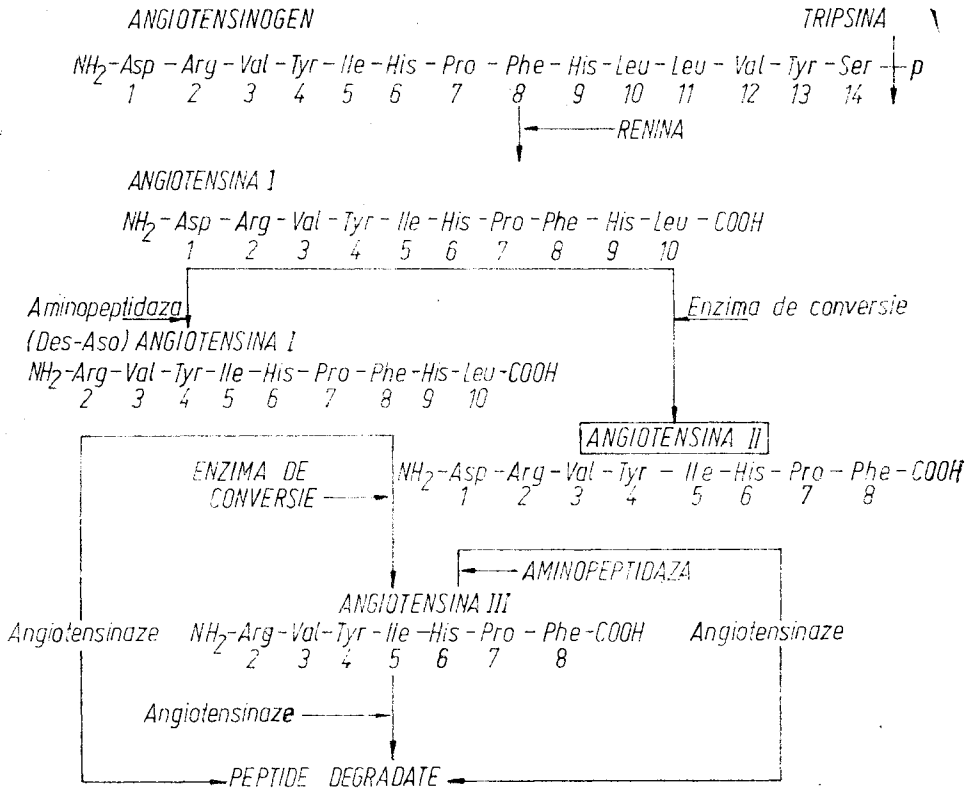 ANGIOTENSINOGEN TRIPSINA
NH2-Asp-Arg-Val-Tyr-Ile-His-Pro-Phe-His-Leu-Leu-Val-Tyr-Ser-p
1 2 3 4 5 6 7 8 9 10 11 12 13 14
RENINA
ANGIOTENSINA I
NH2-Asp-Arg-Val-Tyr-Ile-His-Pro-Phe-His-Leu-COOH
1 2 3 4 5 6 7 8 9 10
Aminopeptidaza Enzima de conversie
(Des-Aso) ANGIOTENSINA I
NH2-Arg-Val-Tyr-Ile-His-Pro-Phe-His-Leu-COOH
2 3 4 5 6 7 8 9 10
ANGIOTENSINA II
NH2-Asp-Arg-Val-Tyr-Ile-His-Pro-Phe-COOH
1 2 3 4 5 6 7 8
ENZIMA DE
CONVERSIE
AMINOPEPTIDAZA
ANGIOTENSINA III
Angiotensinaze NH2-Arg-Val-Tyr-Ile-His-Pro-Phe-COOH Angiotensinaze
2 3 4 5 6 7 8
Angiotensinaze
PEPTIDE DEGRADATE